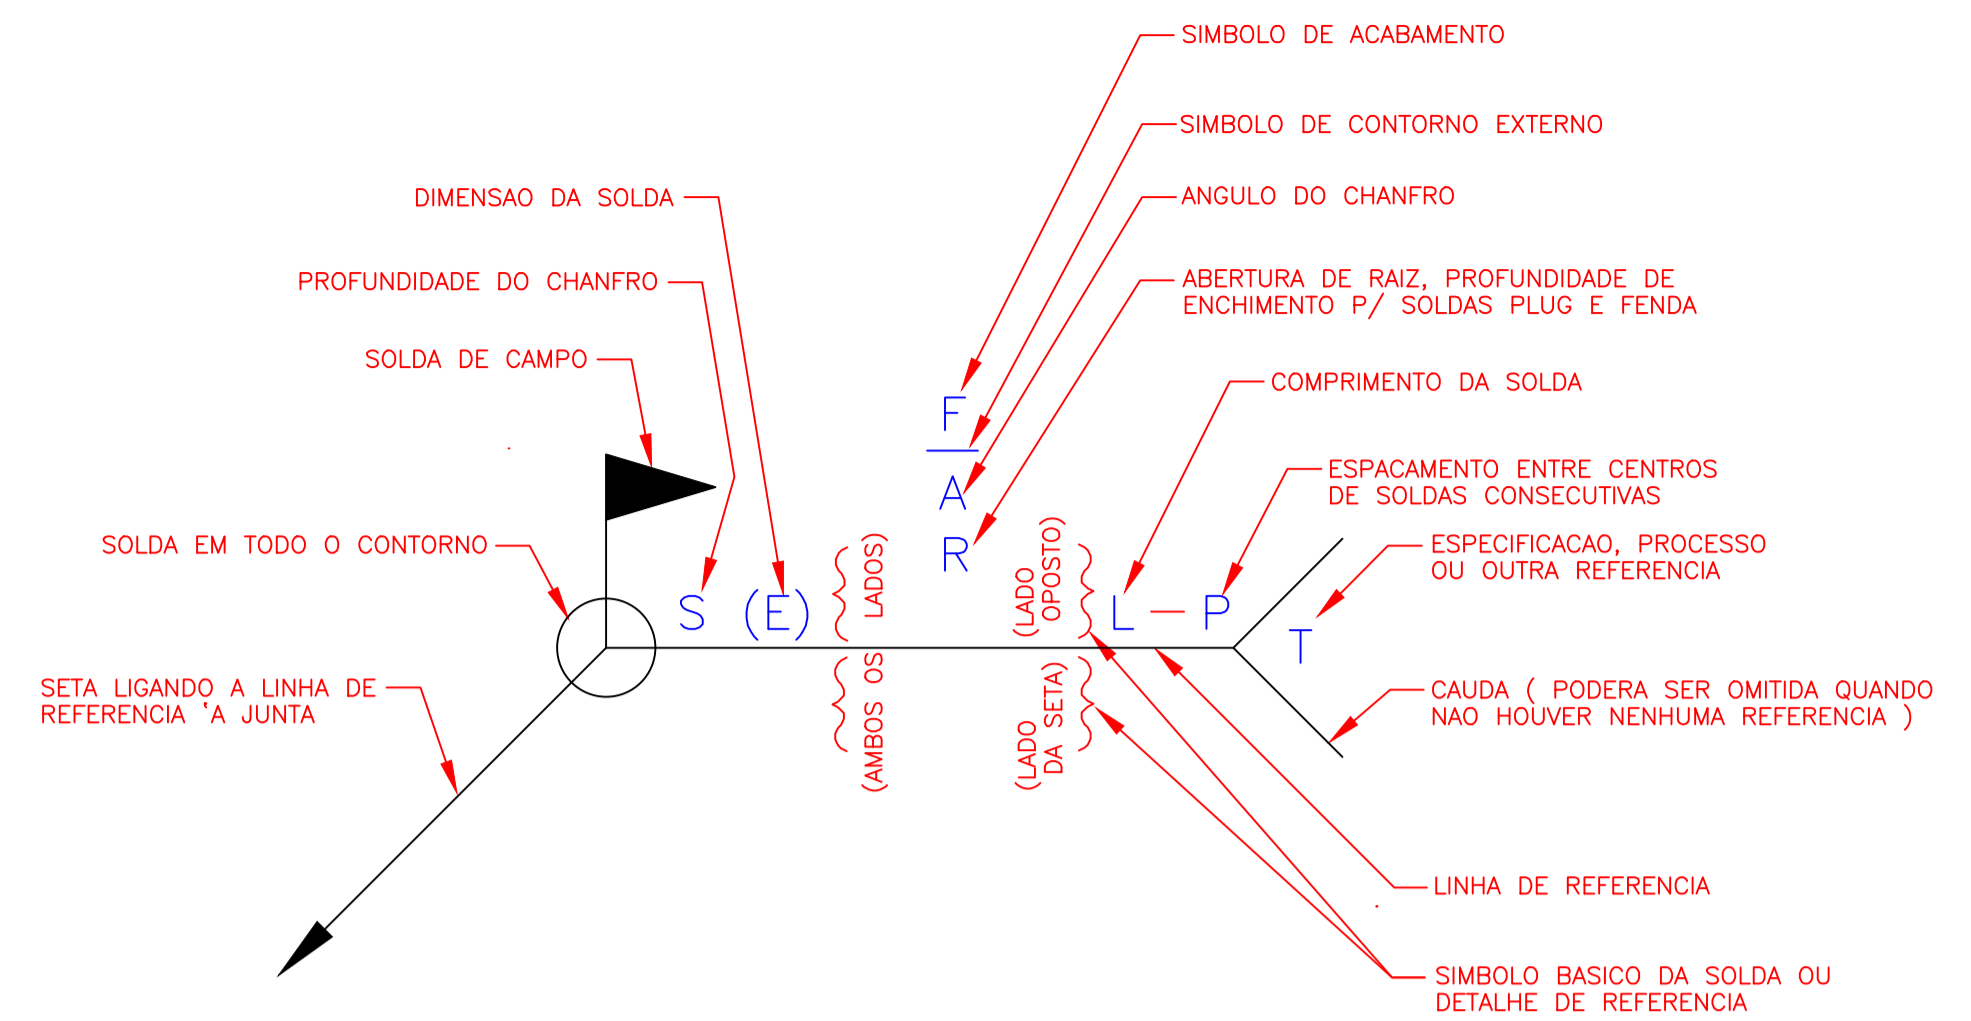 SIMBOLO DE ACABAMENTO
SIMBOLO DE CONTORNO EXTERNO
DIMENSAO DA SOLDA
ANGULO DO CHANFRO
PROFUNDIDADE DO CHANFRO
ABERTURA DE RAIZ, PROFUNDIDADE DE
ENCHIMENTO P/ SOLDAS PLUG E FENDA
SOLDA DE CAMPO
COMPRIMENTO DA SOLDA
F
A
R
ESPACAMENTO ENTRE CENTROS
DE SOLDAS CONSECUTIVAS
SOLDA EM TODO O CONTORNO
ESPECIFICACAO, PROCESSO
OU OUTRA REFERENCIA
S (E)
(AMBOS OS LADOS)
(LADO
OPOSTO)
(LADO
DA SETA)
L — P
T
SETA LIGANDO A LINHA DE
REFERENCIA 'A JUNTA
CAUDA ( PODERA SER OMITIDA QUANDO
NAO HOUVER NENHUMA REFERENCIA )
LINHA DE REFERENCIA
SIMBOLO BASICO DA SOLDA OU
DETALHE DE REFERENCIA